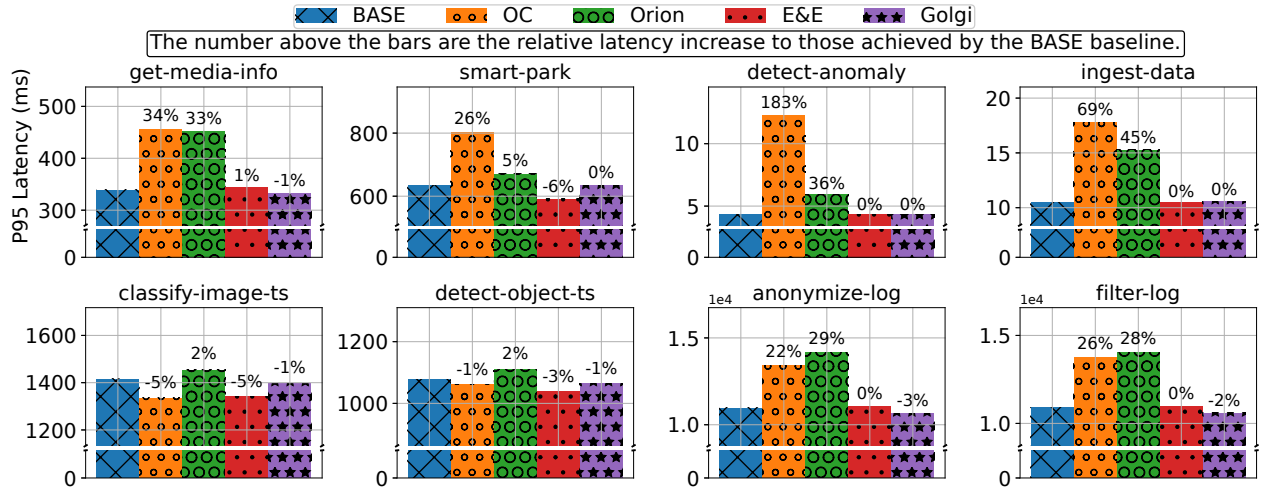 BASE OC Orion E&E Golgi
The number above the bars are the relative latency increase to those achieved by the BASE baseline.
get-media-info smart-park detect-anomaly ingest-data
P95 Latency (ms)
500
400
300
0
34% 33% 1% -1%
800
600
0
26% 5% -6% 0%
10
5
0
183% 36% 0% 0%
20
15
10
0
69% 45% 0% 0%
classify-image-ts detect-object-ts anonymize-log filter-log
1600
1400
1200
0
-5% 2% -5% -1%
1200
1000
0
-1% 2% -3% -1%
1e4
1.5
1.0
0
22% 29% 0% -3%
1e4
1.5
1.0
0
26% 28% 0% -2%